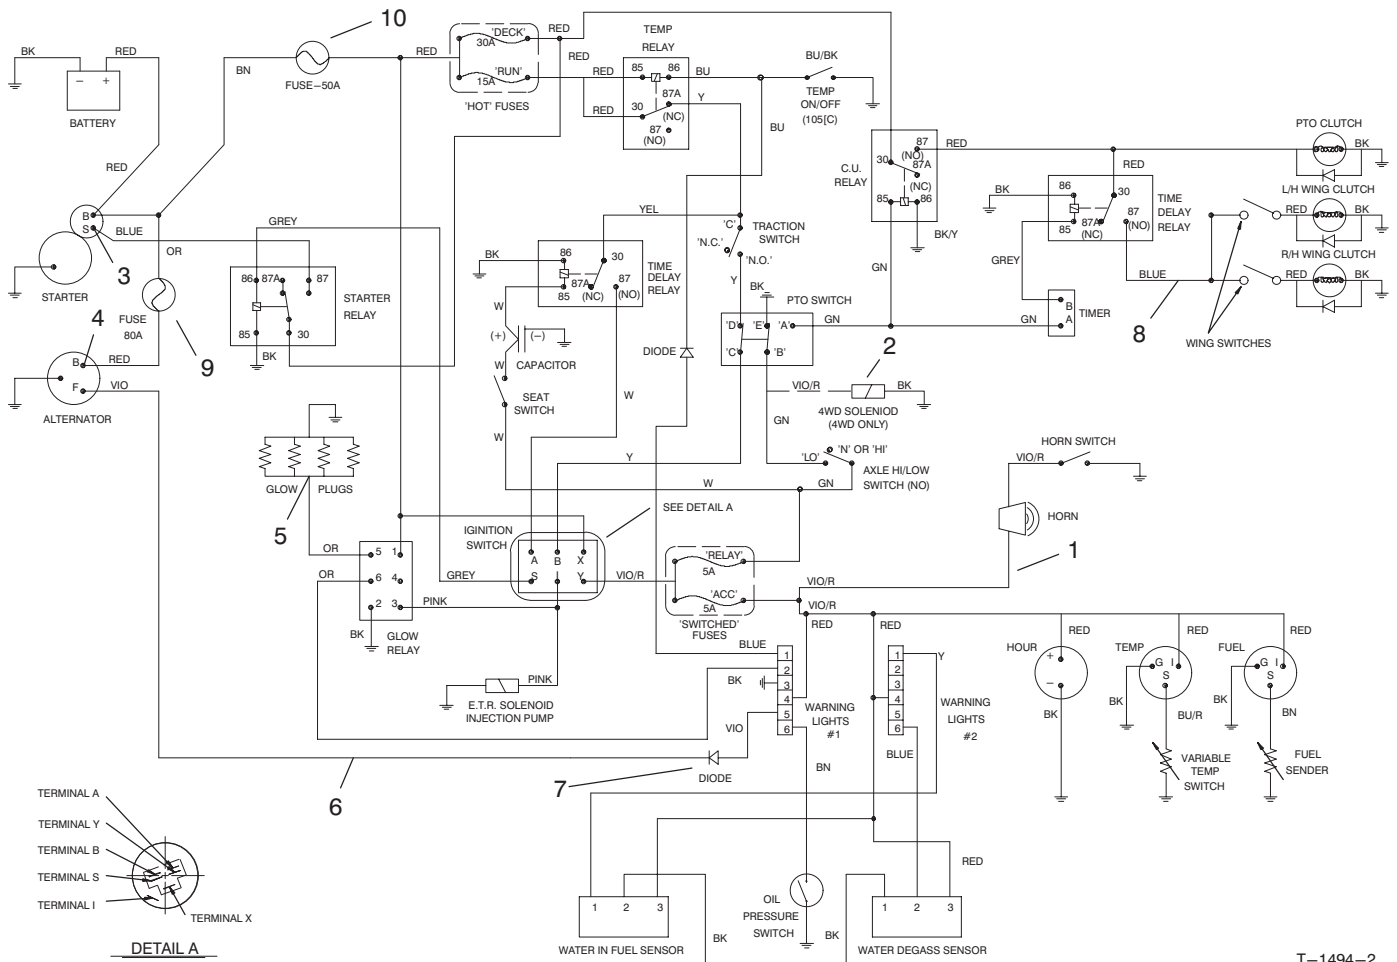 10
BK
RED
BN
RED
'DECK'
30A
RED
RED
'RUN'
15A
'HOT' FUSES
FUSE–50A
BATTERY
TEMP
RELAY
85
86
BU
RED
RED
30
87A
(NC)
87
(NO)
Y
BU/BK
TEMP
ON/OFF
(105[C)
BU
C.U.
RELAY
30
87
(NO)
87A
(NC)
85
86
RED
BK/Y
GN
PTO CLUTCH
BK
L/H WING CLUTCH
RED
BK
R/H WING CLUTCH
RED
BK
RED
BK
86
30
85
87A
(NC)
87
(NO)
TIME
DELAY
RELAY
GREY
BLUE
8
WING SWITCHES
B
A
TIMER
GN
RED
B
S
BLUE
OR
3
STARTER
GREY
86
87A
87
85
30
BK
STARTER
RELAY
FUSE
80A
9
4
B
F
RED
VIO
ALTERNATOR
YEL
BK
86
30
85
87A
(NC)
87
(NO)
TIME
DELAY
RELAY
W
(+)
(–)
CAPACITOR
W
SEAT
SWITCH
W
W
DIODE
'C'
'N.C.'
'N.O.'
TRACTION
SWITCH
Y
BK
PTO SWITCH
'D'
'E'
'A'
'C'
'B'
GN
2
VIO/R
BK
4WD SOLENIOD
(4WD ONLY)
GN
'LO'
'N' OR 'HI'
AXLE HI/LOW
SWITCH (NO)
GN
Y
W
HORN SWITCH
VIO/R
HORN
1
GLOW
PLUGS
5
OR
OR
5
1
6
4
2
3
BK
GLOW
RELAY
PINK
GREY
IGNITION
SWITCH
SEE DETAIL A
A
B
X
S
I
Y
VIO/R
'RELAY'
5A
'ACC'
5A
'SWITCHED'
FUSES
VIO/R
VIO/R
PINK
E.T.R. SOLENOID
INJECTION PUMP
BLUE
BK
VIO
1
2
3
4
5
6
RED
WARNING
LIGHTS
#1
BN
RED
1
2
3
4
5
6
Y
WARNING
LIGHTS
#2
BLUE
HOUR
+
–
RED
BK
TEMP
G
I
S
RED
BK
BU/R
VARIABLE
TEMP
SWITCH
FUEL
G
I
S
RED
BK
BN
FUEL
SENDER
6
7
DIODE
TERMINAL A
TERMINAL Y
TERMINAL B
TERMINAL S
TERMINAL I
TERMINAL X
DETAIL A
1
2
3
WATER IN FUEL SENSOR
BK
OIL
PRESSURE
SWITCH
BK
1
2
3
WATER DEGASS SENSOR
RED
T–1494–2